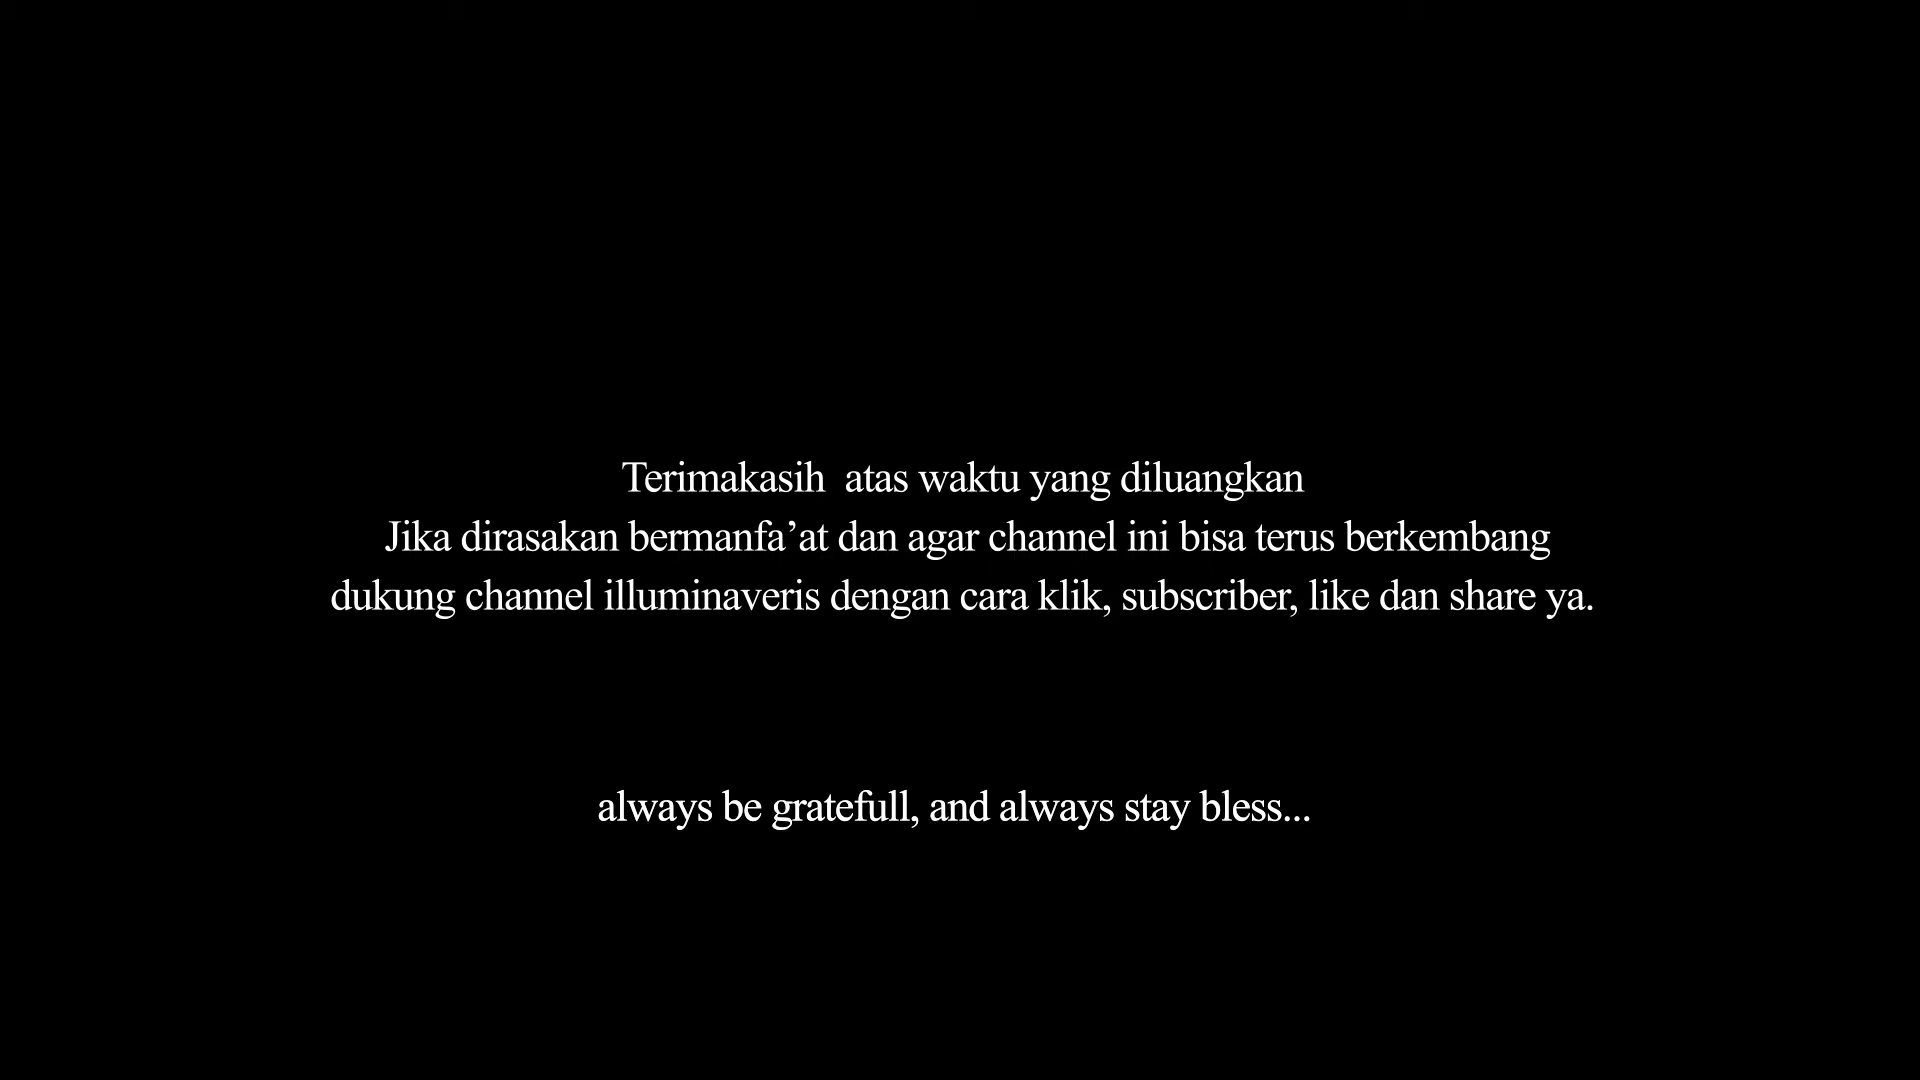 Terimakasih  atas waktu yang diluangkan
Jika dirasakan bermanfa’at dan agar channel ini bisa terus berkembang
dukung channel illuminaveris dengan cara klik, subscriber, like dan share ya.
always be gratefull, and always stay bless...